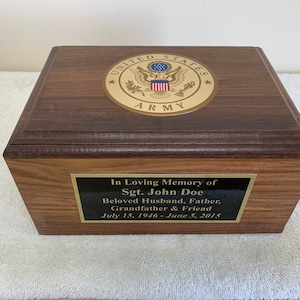 UNITED STATES
ARMY
In Loving Memory of
Sgt. John Doe
Beloved Husband, Father,
Grandfather & Friend
July 15, 1946 - June 5, 2015